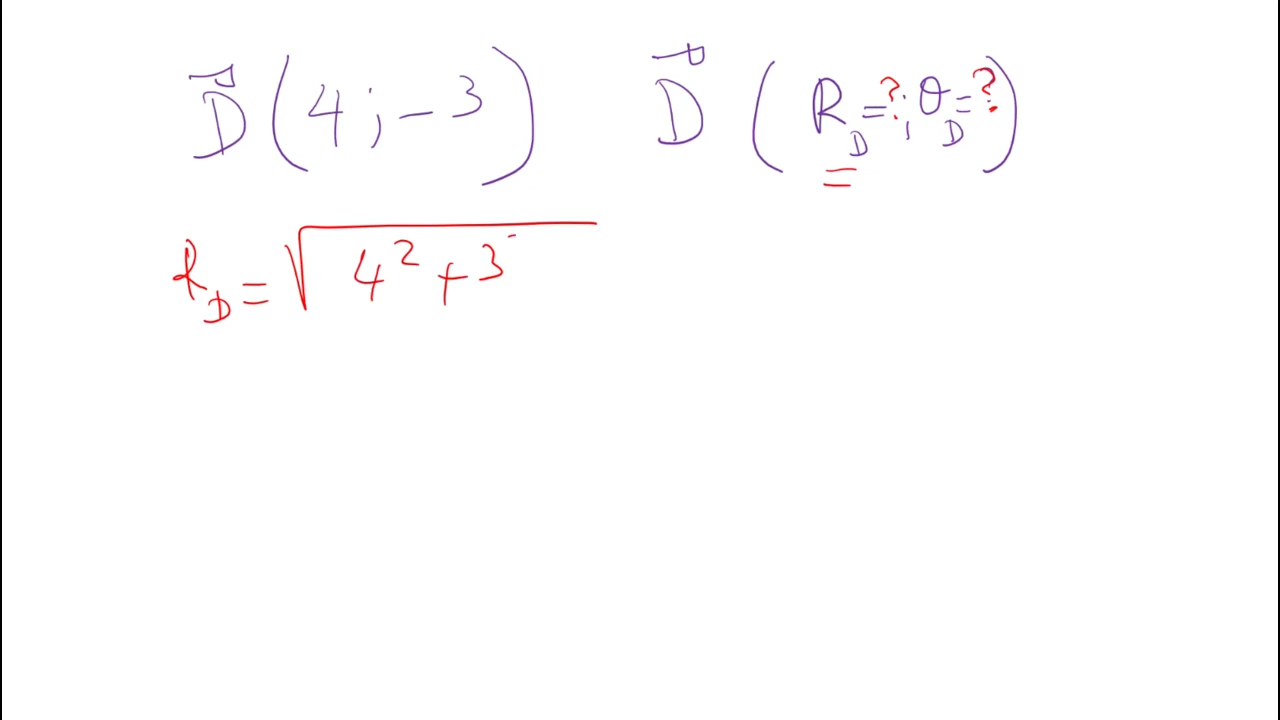 D⃗ (4 ; -3) D⃗ (R_D = ? ; θ_D = ?)
=
R_D = √(4² + 3